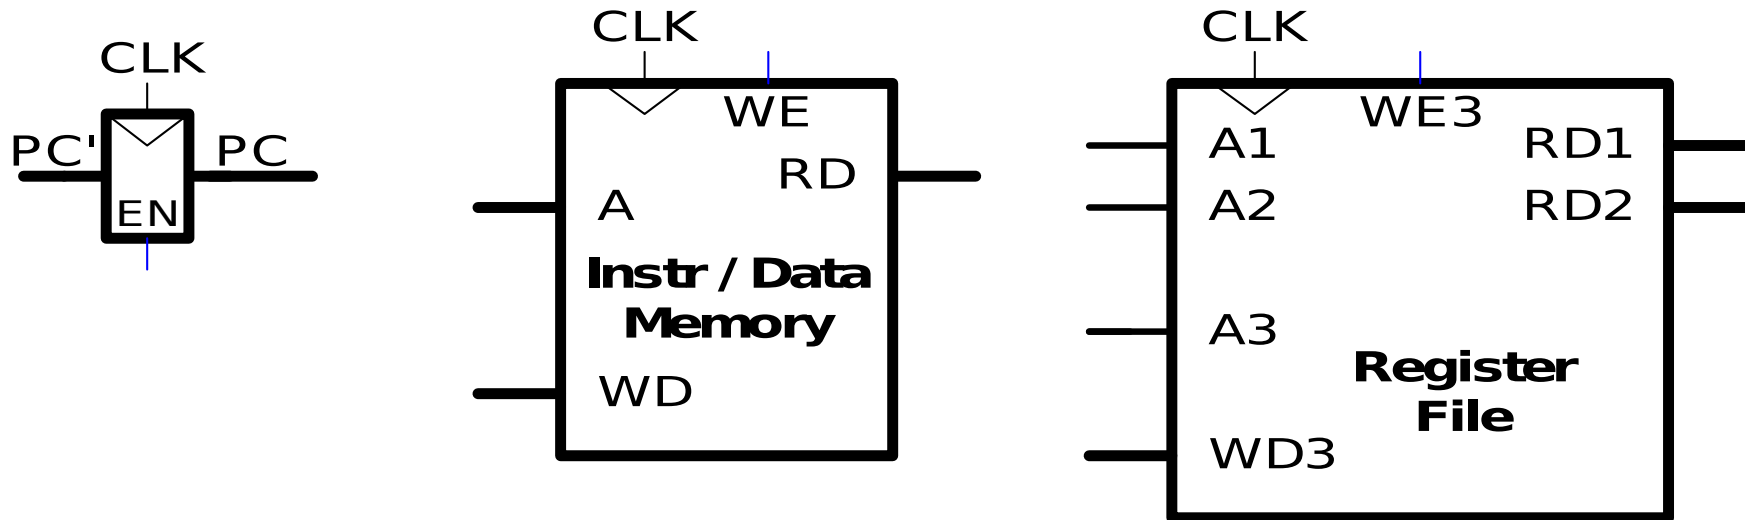 CLK
PC'
PC
EN
CLK
WE
RD
A
Instr / Data
Memory
WD
CLK
WE3
A1
RD1
A2
RD2
A3
Register
File
WD3